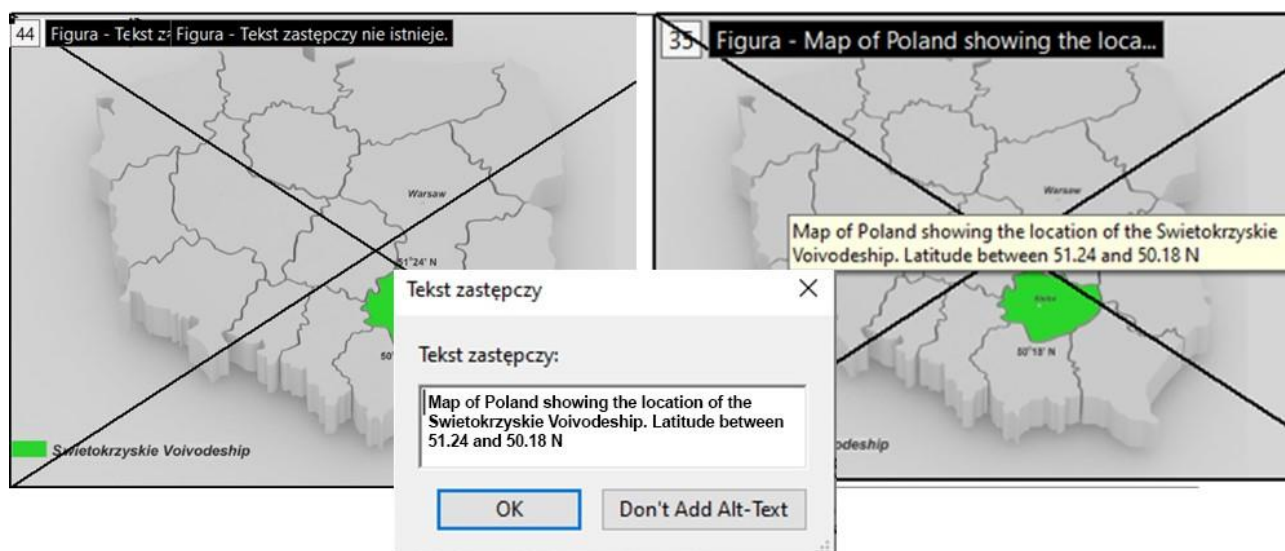 44 Figura - Tekst z Figura - Tekst zastępczy nie istnieje.
Warsaw
51°24' N
50°
Swietokrzyskie Voivodeship
Tekst zastępczy
Tekst zastępczy:
Map of Poland showing the location of the
Swietokrzyskie Voivodeship. Latitude between
51.24 and 50.18 N
OK Don't Add Alt-Text
35 Figura - Map of Poland showing the loca...
Warsaw
Map of Poland showing the location of the Swietokrzyskie
Voivodeship. Latitude between 51.24 and 50.18 N
50°18' N
odeship